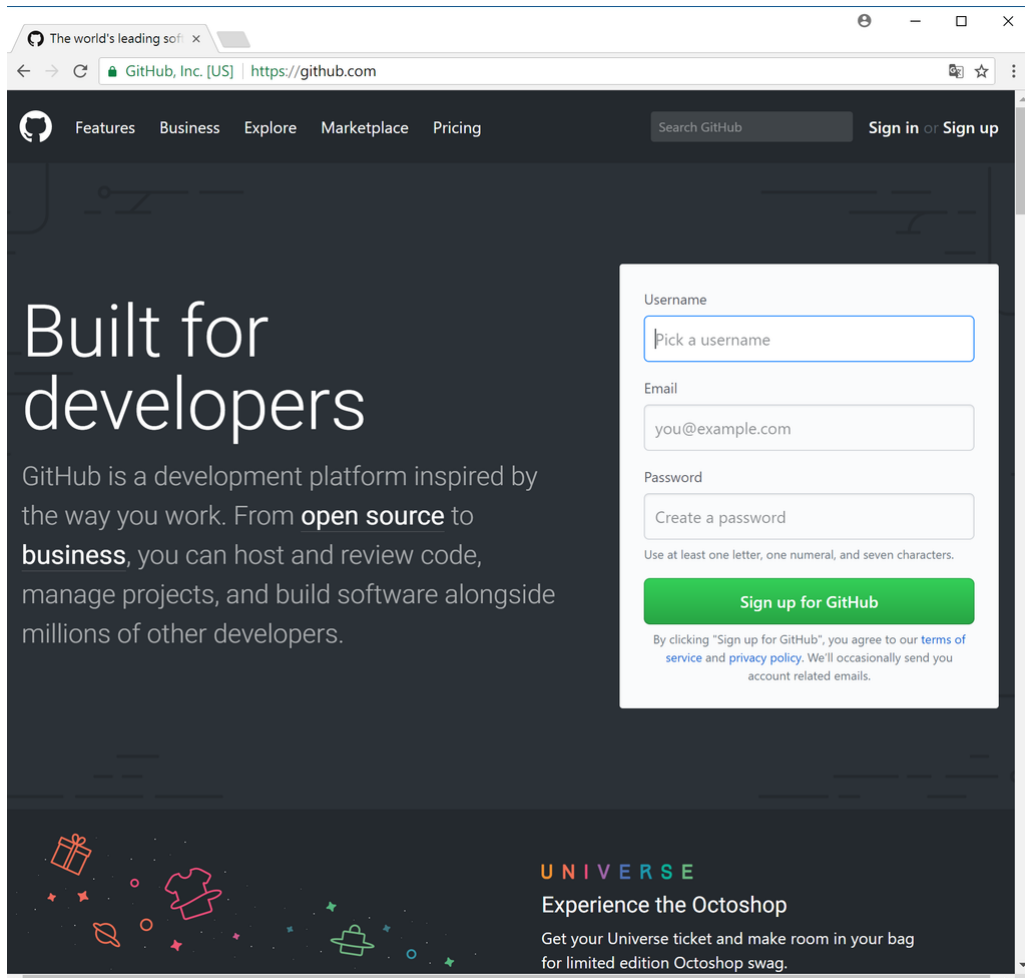 The world's leading soft
GitHub, Inc. [US] https://github.com
Features Business Explore Marketplace Pricing Search GitHub Sign in or Sign up
Built for
developers
GitHub is a development platform inspired by
the way you work. From open source to
business, you can host and review code,
manage projects, and build software alongside
millions of other developers.
Username
Pick a username
Email
you@example.com
Password
Create a password
Use at least one letter, one numeral, and seven characters.
Sign up for GitHub
By clicking "Sign up for GitHub", you agree to our terms of
service and privacy policy. We'll occasionally send you
account related emails.
UNIVERSE
Experience the Octoshop
Get your Universe ticket and make room in your bag
for limited edition Octoshop swag.